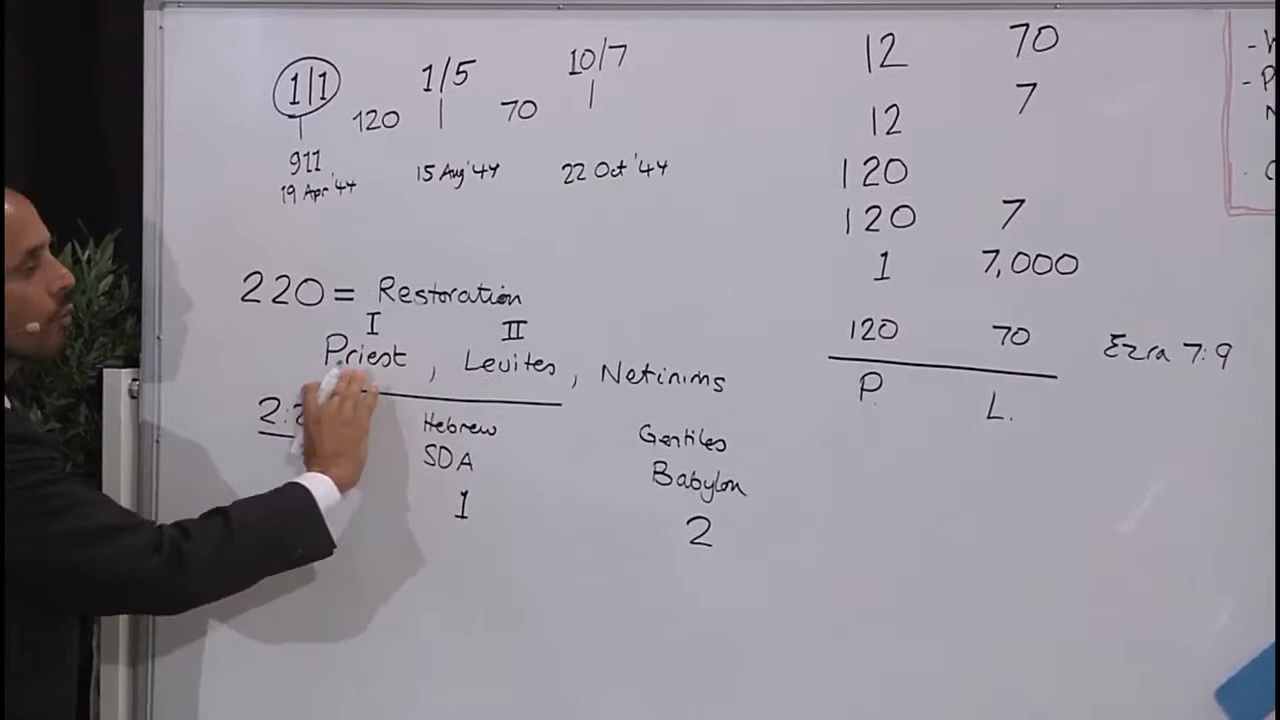 1/1 1/5 10/7
120 70
911
19 Apr '44 15 Aug '44 22 Oct '44
220 = Restoration
I II
Priest, Levites, Netinims
Hebrew Gentiles
SDA Babylon
1 2
12 70
12 7
120
120 7
1 7,000
120 70 Ezra 7:9
P. L.